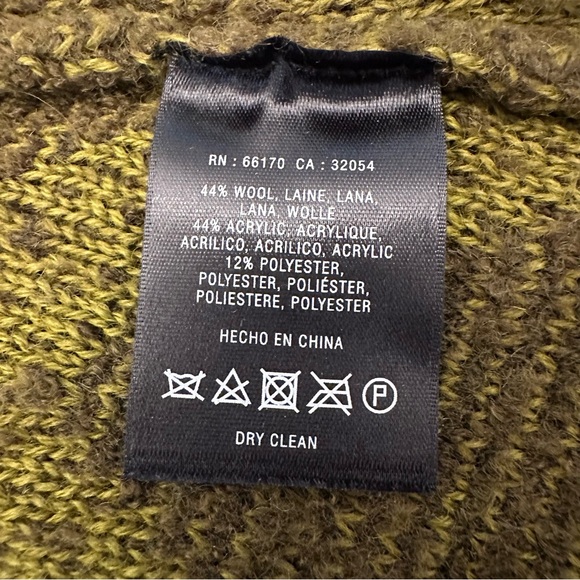 RN : 66170 CA : 32054
44% WOOL, LAINE, LANA,
LANA, WOLLE
44% ACRYLIC, ACRYLIQUE,
ACRILICO, ACRILICO, ACRYLIC
12% POLYESTER,
POLYESTER, POLIÉSTER,
POLIESTERE, POLYESTER
HECHO EN CHINA
P
DRY CLEAN